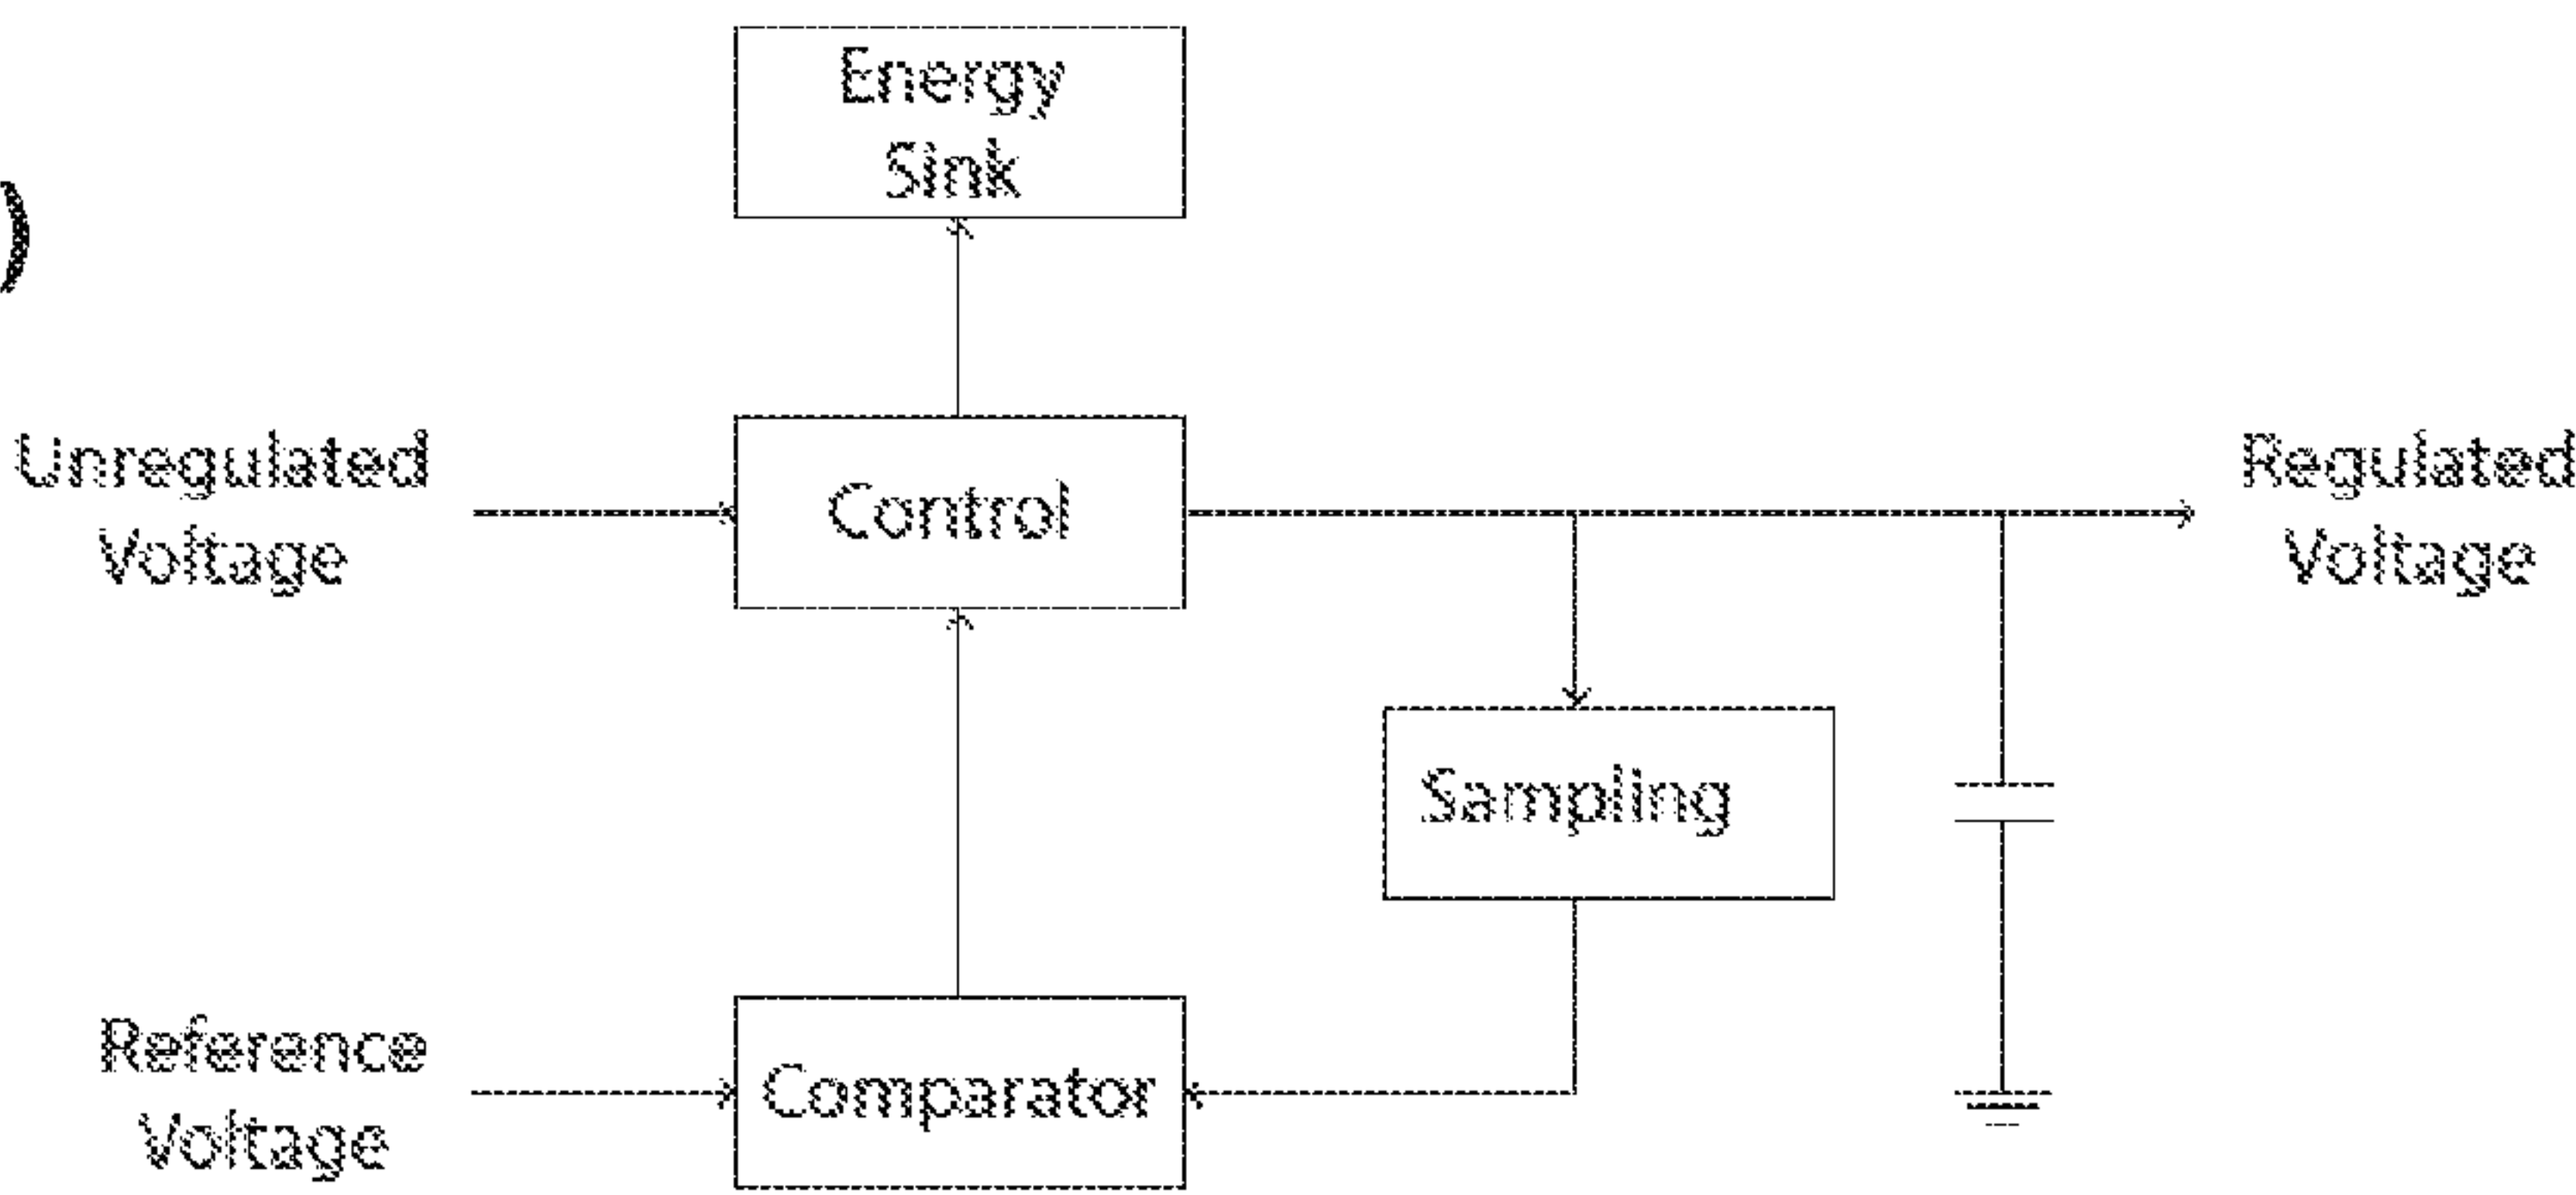 Energy
Sink
)
Unregulated
Voltage
Control
Regulated
Voltage
Sampling
Reference
Voltage
Comparator